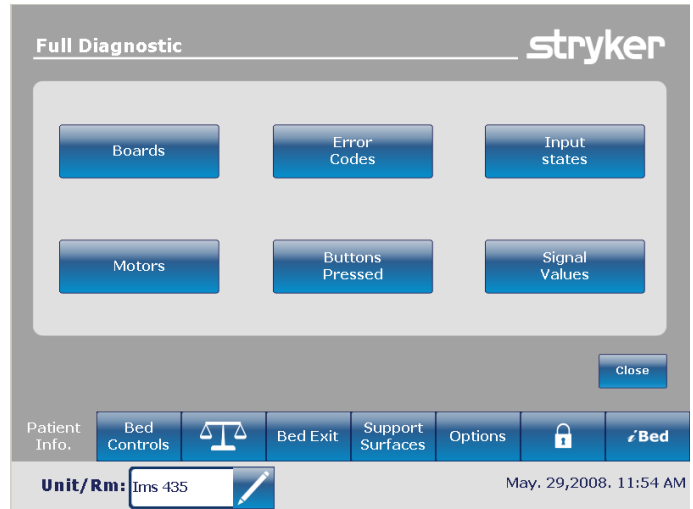 Full Diagnostic
stryker
Boards
Error
Codes
Input
states
Motors
Buttons
Pressed
Signal
Values
Close
Patient
Info.
Bed
Controls
Bed Exit
Support
Surfaces
Options
iBed
Unit/Rm: Ims 435
May. 29,2008. 11:54 AM